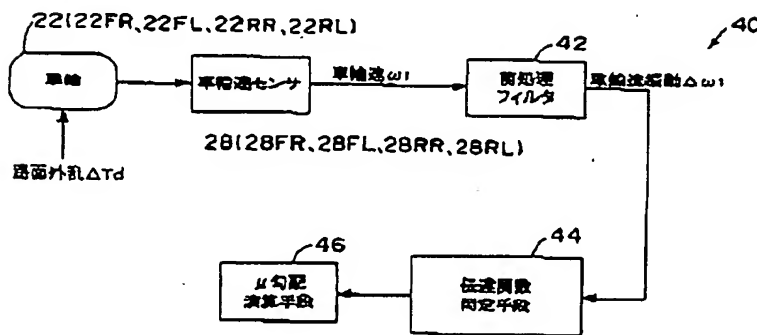 22(22FR、22FL、22RR、22RL)
42
40
車輪
車輪速センサ
車輪速ω1
前処理
フィルタ
車輪速振動Δω1
28(28FR、28FL、28RR、28RL)
路面外乱ΔTd
46
44
μ勾配
演算手段
伝達関数
同定手段